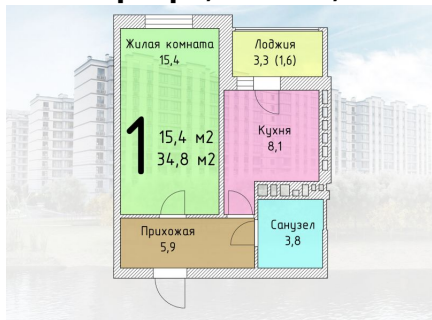 Жилая комната
15,4
Лоджия
3,3 (1,6)
1
15,4 м2
34,8 м2
Кухня
8,1
Прихожая
5,9
Санузел
3,8